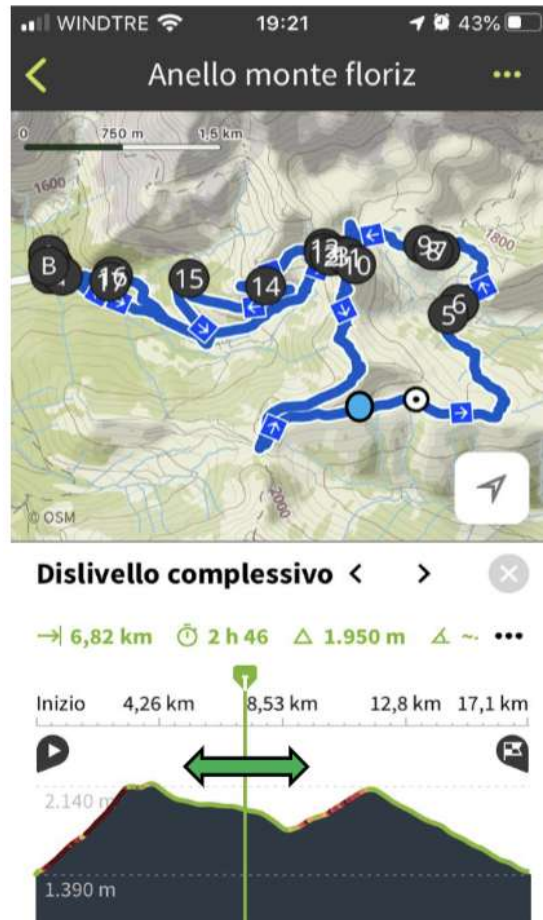 WINDTRE 19:21 43%
Anello monte floriz
0 750 m 1,5 km
1600
1800
B
16
17
15
14
12
13
11
10
9
8
7
6
5
2000
© OSM
Dislivello complessivo < >
6,82 km 2 h 46 1.950 m ~.
Inizio 4,26 km 8,53 km 12,8 km 17,1 km
2.140 m
1.390 m